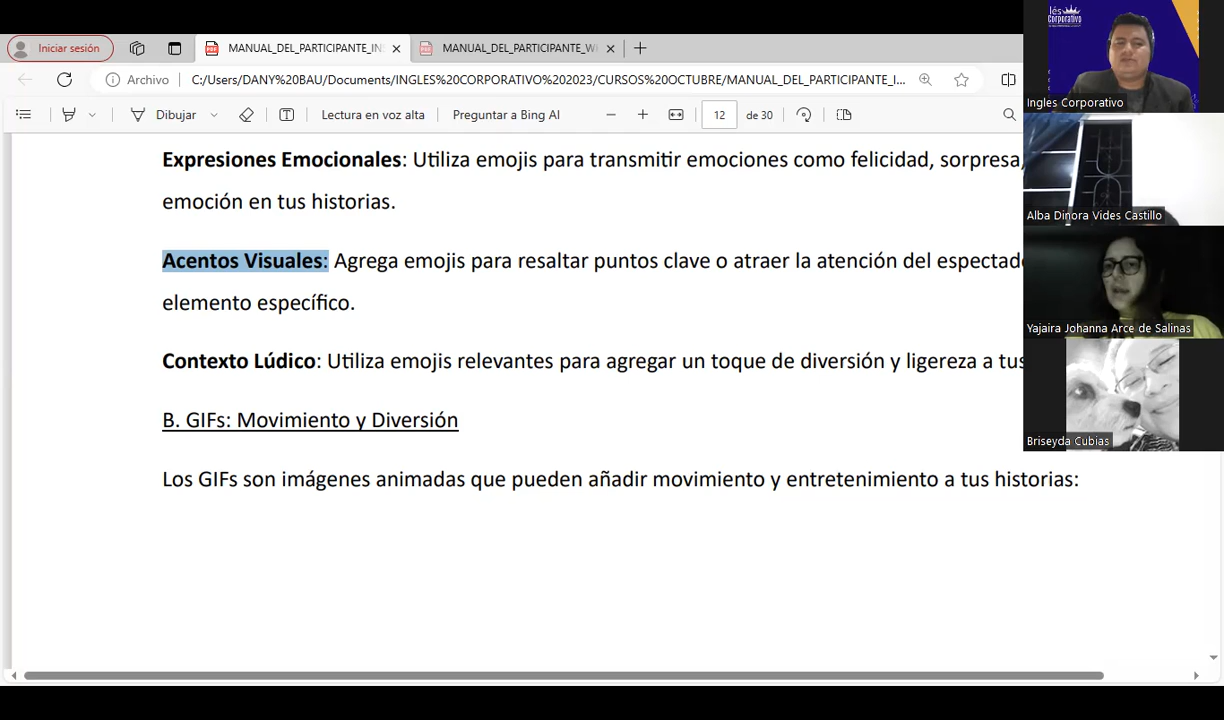 Iniciar sesión
MANUAL_DEL_PARTICIPANTE_IN
MANUAL_DEL_PARTICIPANTE_W
Archivo
C:/Users/DANY%20BAU/Documents/INGLES%20CORPORATIVO%202023/CURSOS%20OCTUBRE/MANUAL_DEL_PARTICIPANTE_I...
Dibujar
Lectura en voz alta
Preguntar a Bing AI
12
de 30
Expresiones Emocionales: Utiliza emojis para transmitir emociones como felicidad, sorpresa,
emoción en tus historias.
Acentos Visuales: Agrega emojis para resaltar puntos clave o atraer la atención del espectado
elemento específico.
Contexto Lúdico: Utiliza emojis relevantes para agregar un toque de diversión y ligereza a tus
B. GIFs: Movimiento y Diversión
Los GIFs son imágenes animadas que pueden añadir movimiento y entretenimiento a tus historias:
lés
Corporativo
Ingles Corporativo
Alba Dinora Vides Castillo
Yajaira Johanna Arce de Salinas
Briseyda Cubias